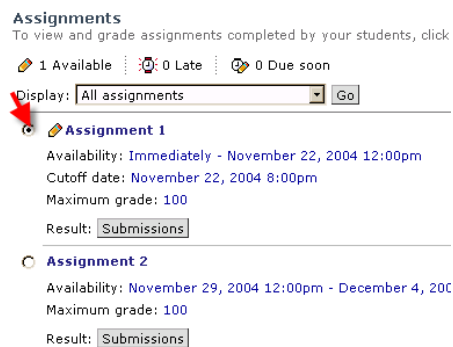 Assignments
To view and grade assignments completed by your students, click
1 Available 0 Late 0 Due soon
Display: All assignments Go
Assignment 1
Availability: Immediately - November 22, 2004 12:00pm
Cutoff date: November 22, 2004 8:00pm
Maximum grade: 100
Result: Submissions
Assignment 2
Availability: November 29, 2004 12:00pm - December 4, 200
Maximum grade: 100
Result: Submissions